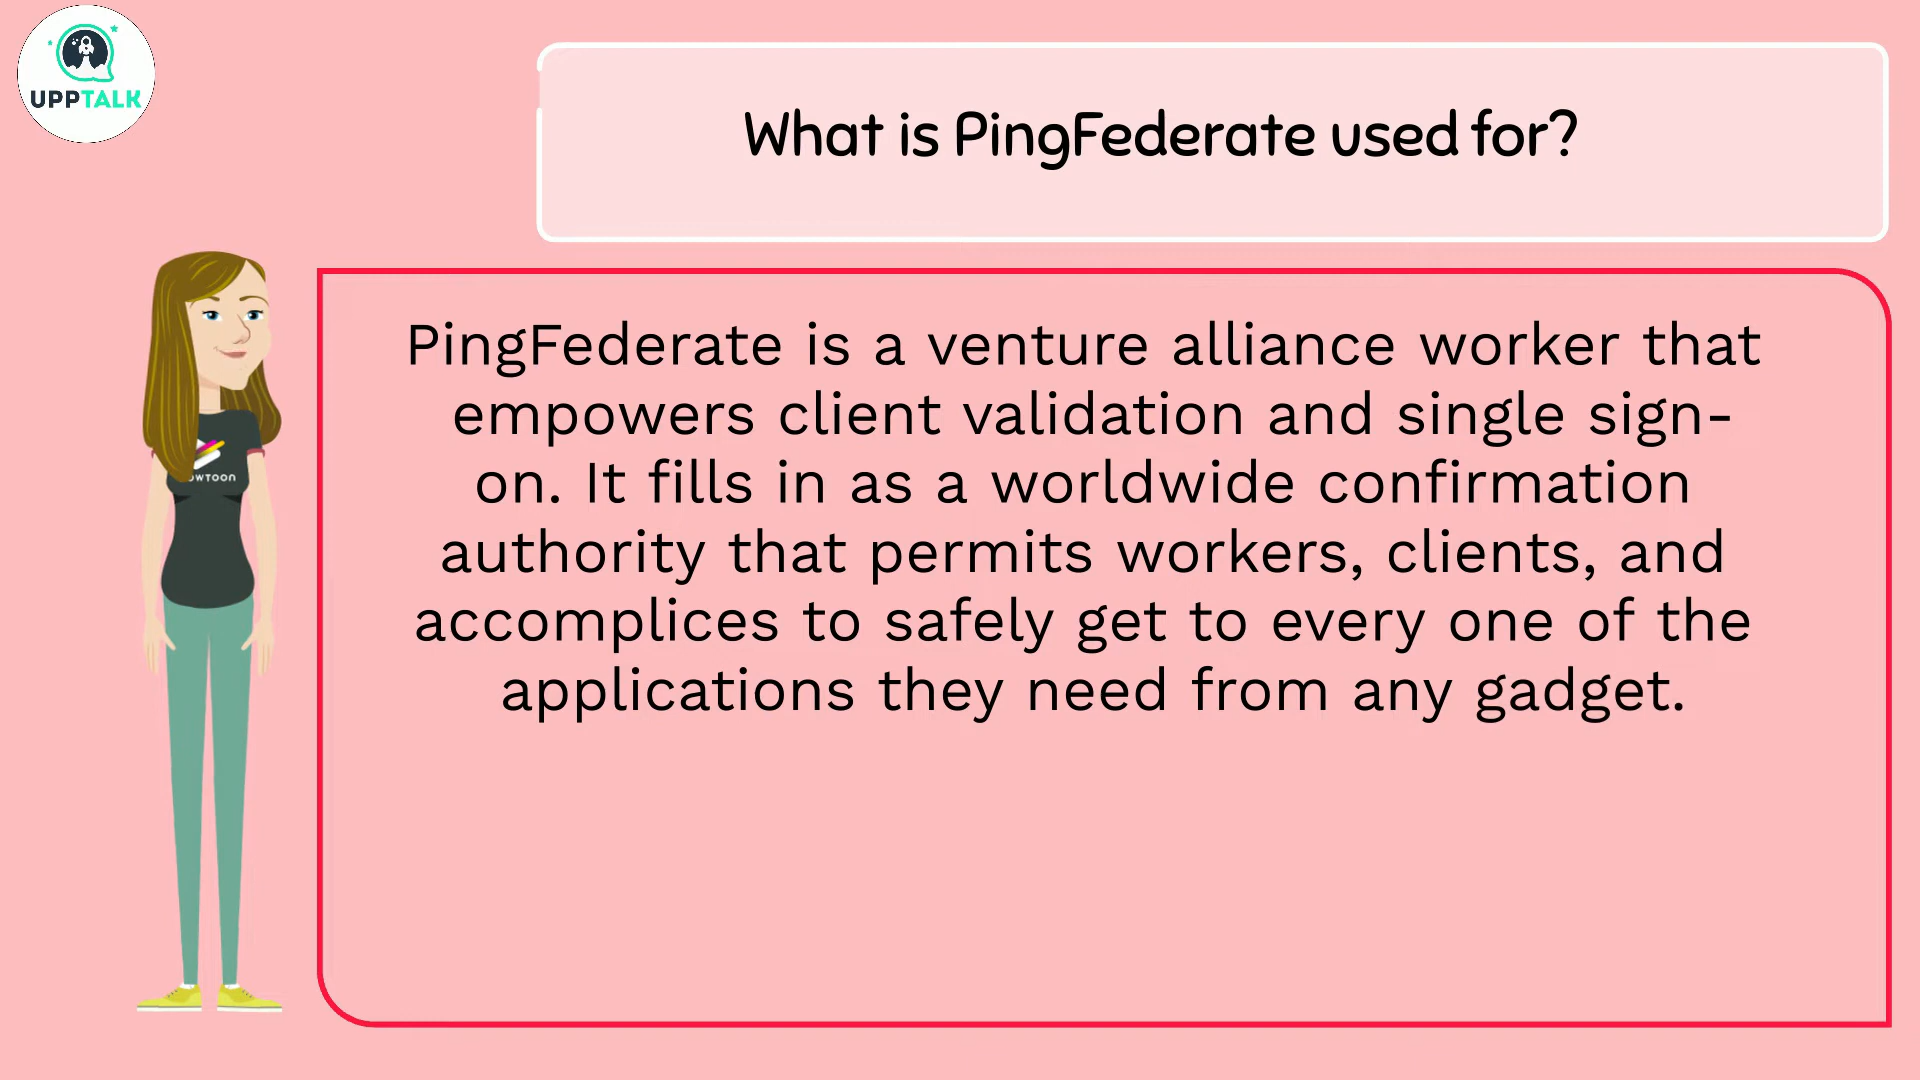 UPPTALK
What is PingFederate used for?
PingFederate is a venture alliance worker that
empowers client validation and single sign-
on. It fills in as a worldwide confirmation
authority that permits workers, clients, and
accomplices to safely get to every one of the
applications they need from any gadget.
OWTOON